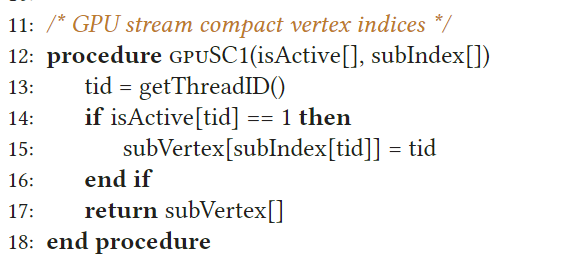 11: /* GPU stream compact vertex indices */
12: procedure GPUSC1(isActive[], subIndex[])
13: tid = getThreadID()
14: if isActive[tid] == 1 then
15: subVertex[subIndex[tid]] = tid
16: end if
17: return subVertex[]
18: end procedure